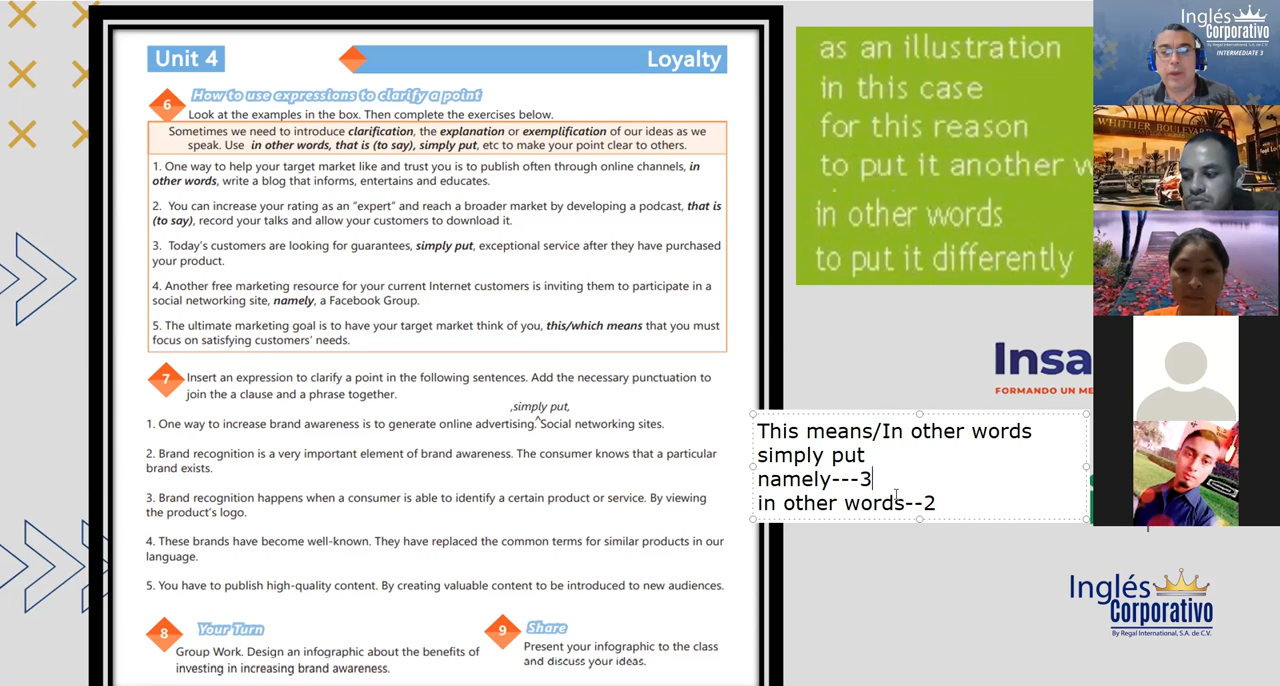 Unit 4
Loyalty
6
How to use expressions to clarify a point
Look at the examples in the box. Then complete the exercises below.
Sometimes we need to introduce clarification, the explanation or exemplification of our ideas as we
speak. Use in other words, that is (to say), simply put, etc to make your point clear to others.
1. One way to help your target market like and trust you is to publish often through online channels, in
other words, write a blog that informs, entertains and educates.
2. You can increase your rating as an “expert” and reach a broader market by developing a podcast, that is
(to say), record your talks and allow your customers to download it.
3. Today’s customers are looking for guarantees, simply put, exceptional service after they have purchased
your product.
4. Another free marketing resource for your current Internet customers is inviting them to participate in a
social networking site, namely, a Facebook Group.
5. The ultimate marketing goal is to have your target market think of you, this/which means that you must
focus on satisfying customers’ needs.
7
Insert an expression to clarify a point in the following sentences. Add the necessary punctuation to
join the a clause and a phrase together.
,simply put,
1. One way to increase brand awareness is to generate online advertising.^Social networking sites.
2. Brand recognition is a very important element of brand awareness. The consumer knows that a particular
brand exists.
3. Brand recognition happens when a consumer is able to identify a certain product or service. By viewing
the product’s logo.
4. These brands have become well-known. They have replaced the common terms for similar products in our
language.
5. You have to publish high-quality content. By creating valuable content to be introduced to new audiences.
8
Your Turn
Group Work. Design an infographic about the benefits of
investing in increasing brand awareness.
9
Share
Present your infographic to the class
and discuss your ideas.
as an illustration
in this case
for this reason
to put it another w
in other words
to put it differently
Insa
FORMANDO UN ME
This means/In other words
simply put
namely---3
in other words--2
Inglés
Corporativo
By Regal International, S.A. de C.V.
INTERMEDIATE 3
WHITTIER BOULEVARD
Inglés
Corporativo
By Regal International, S.A. de C.V.